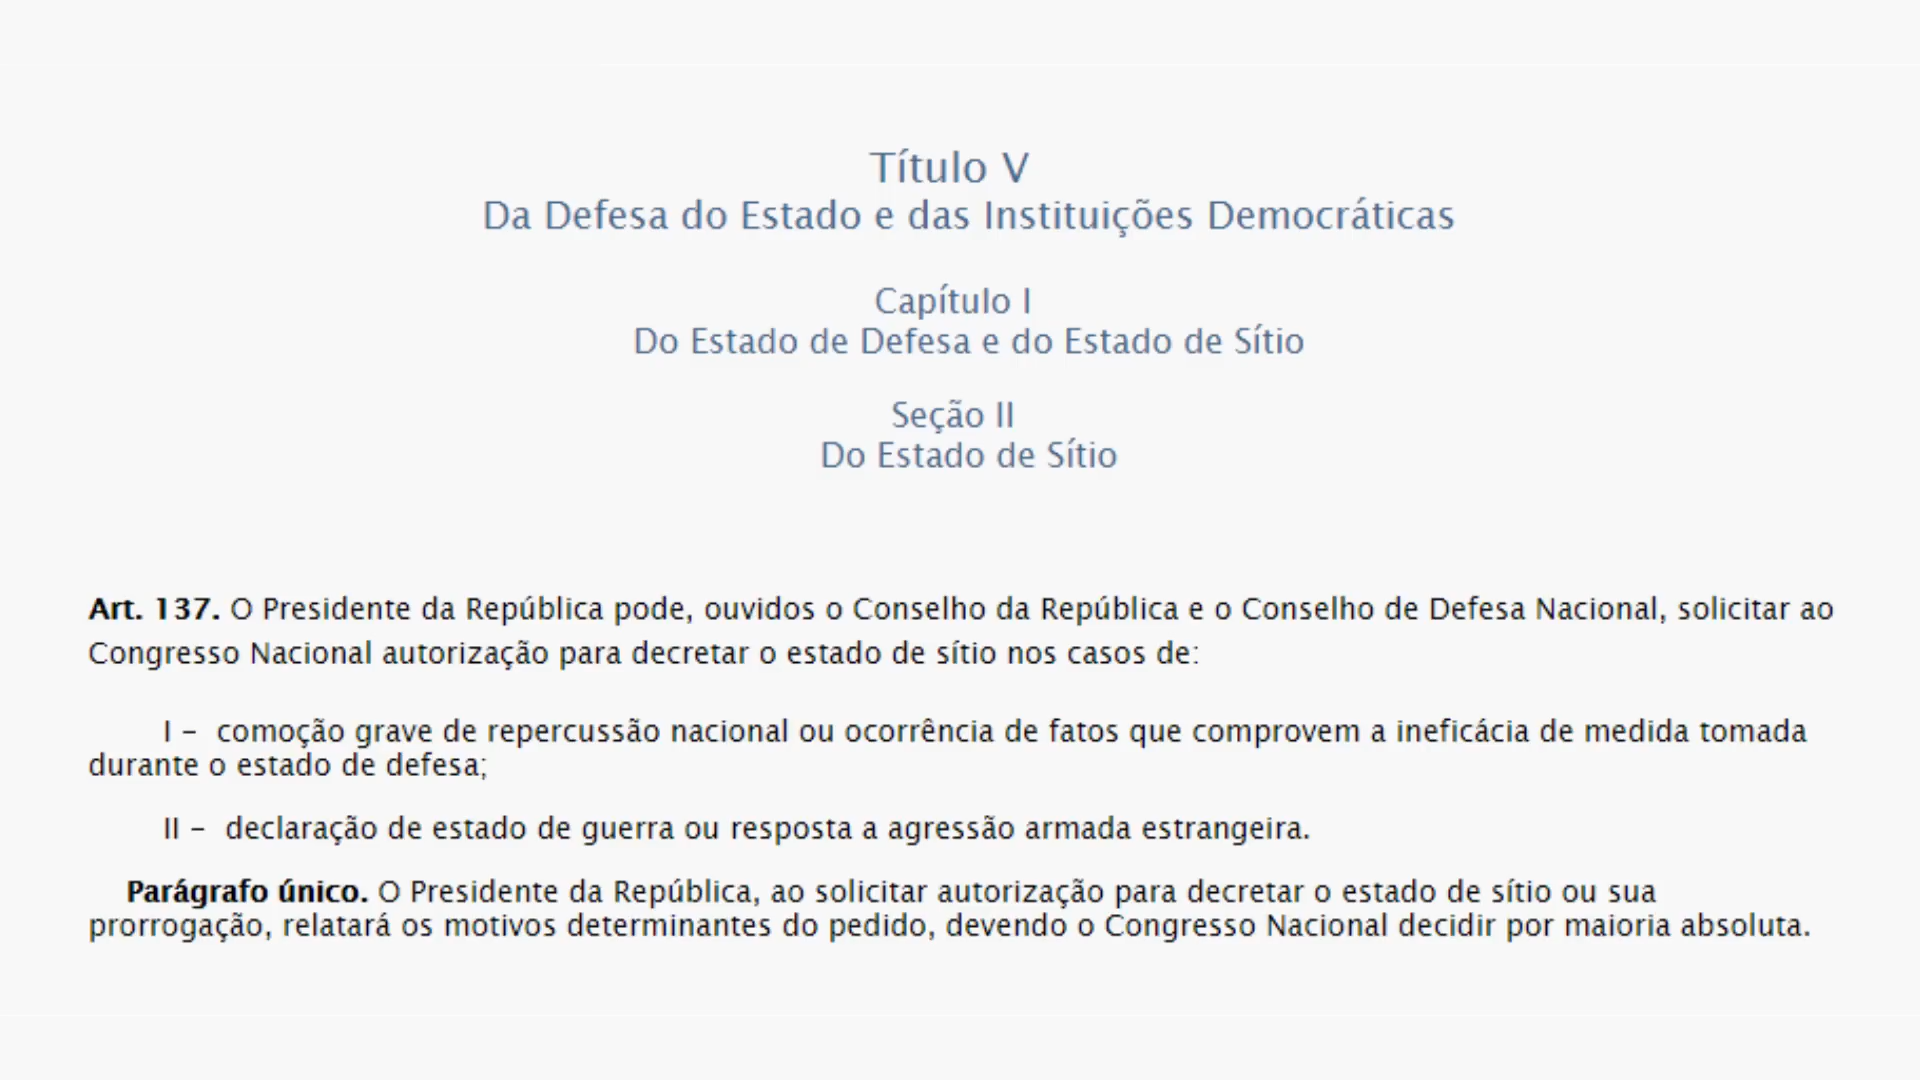 Título V
Da Defesa do Estado e das Instituições Democráticas
Capítulo I
Do Estado de Defesa e do Estado de Sítio
Seção II
Do Estado de Sítio
Art. 137. O Presidente da República pode, ouvidos o Conselho da República e o Conselho de Defesa Nacional, solicitar ao
Congresso Nacional autorização para decretar o estado de sítio nos casos de:
I – comoção grave de repercussão nacional ou ocorrência de fatos que comprovem a ineficácia de medida tomada
durante o estado de defesa;
II – declaração de estado de guerra ou resposta a agressão armada estrangeira.
Parágrafo único. O Presidente da República, ao solicitar autorização para decretar o estado de sítio ou sua
prorrogação, relatará os motivos determinantes do pedido, devendo o Congresso Nacional decidir por maioria absoluta.